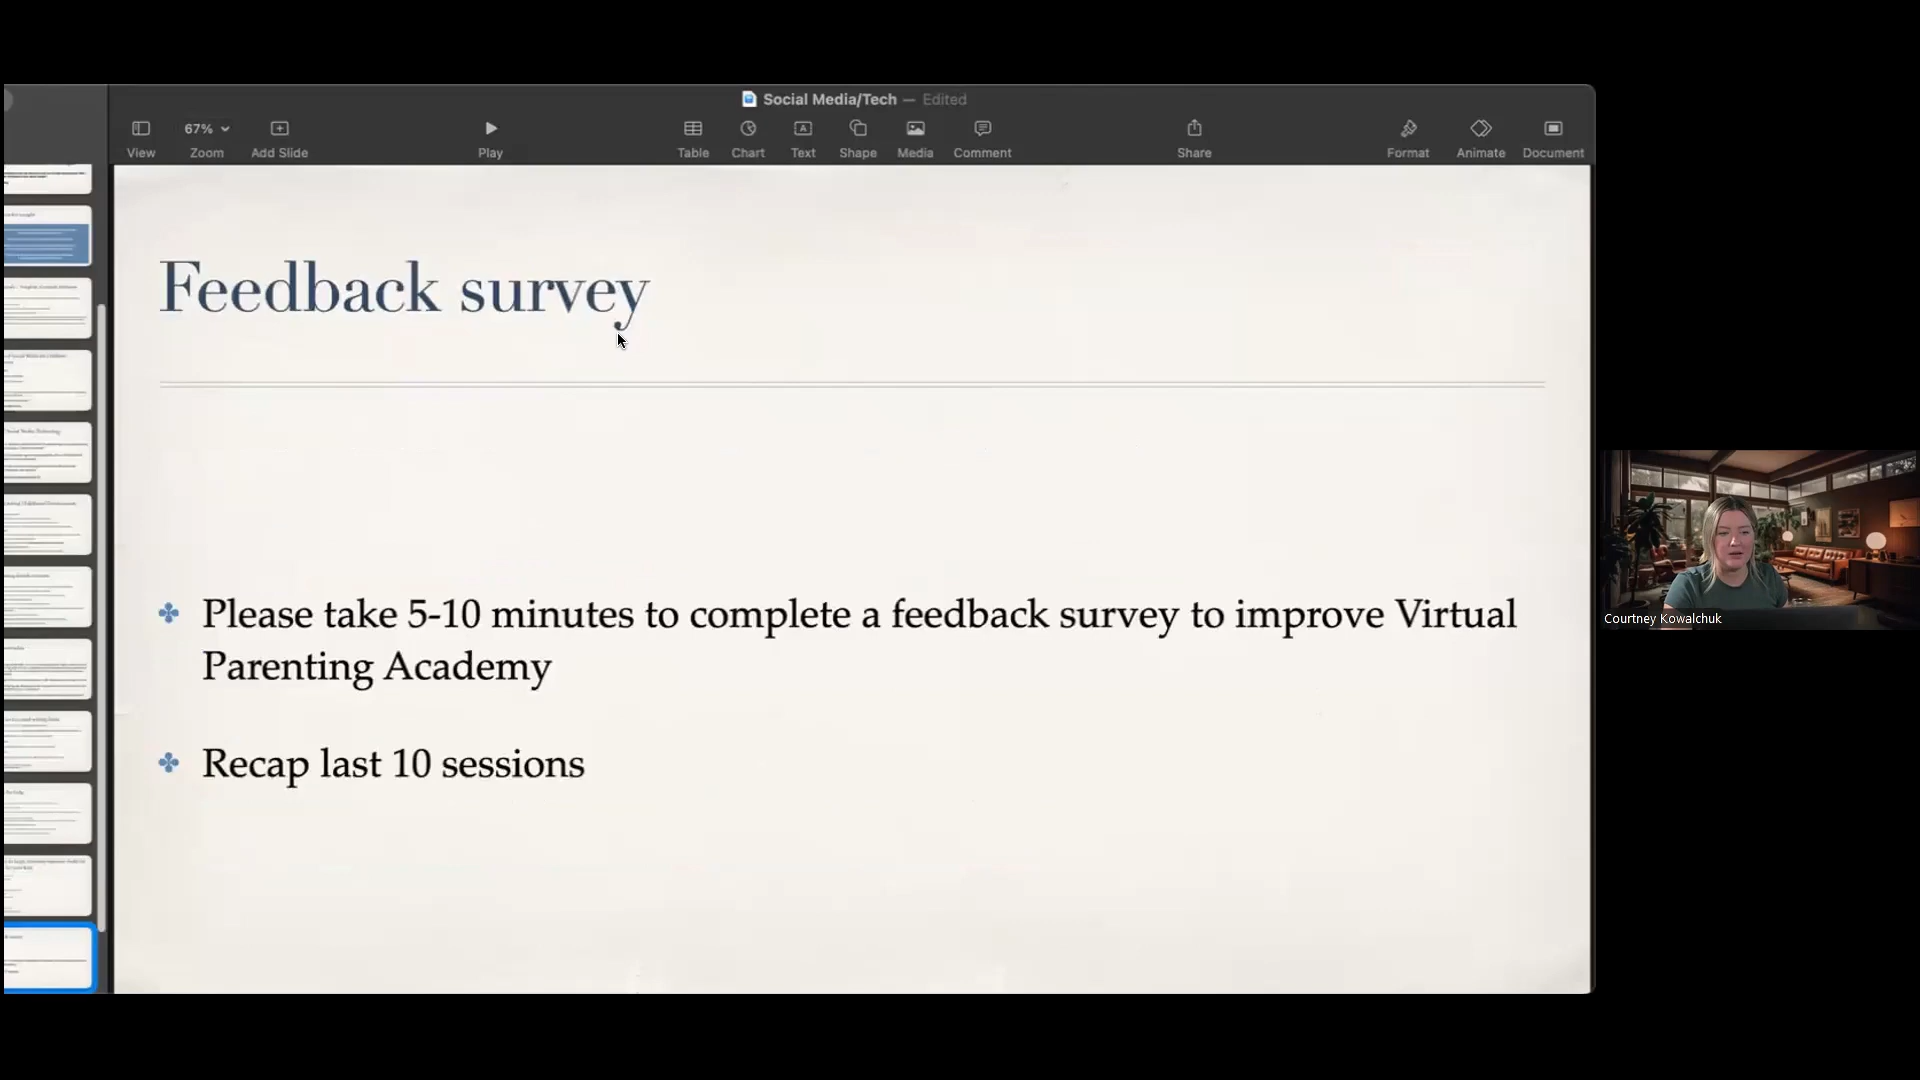 Social Media/Tech — Edited
67%
View Zoom Add Slide Play Table Chart Text Shape Media Comment Share Format Animate Document
Feedback survey
Please take 5-10 minutes to complete a feedback survey to improve Virtual
Parenting Academy
Recap last 10 sessions
Courtney Kowalchuk